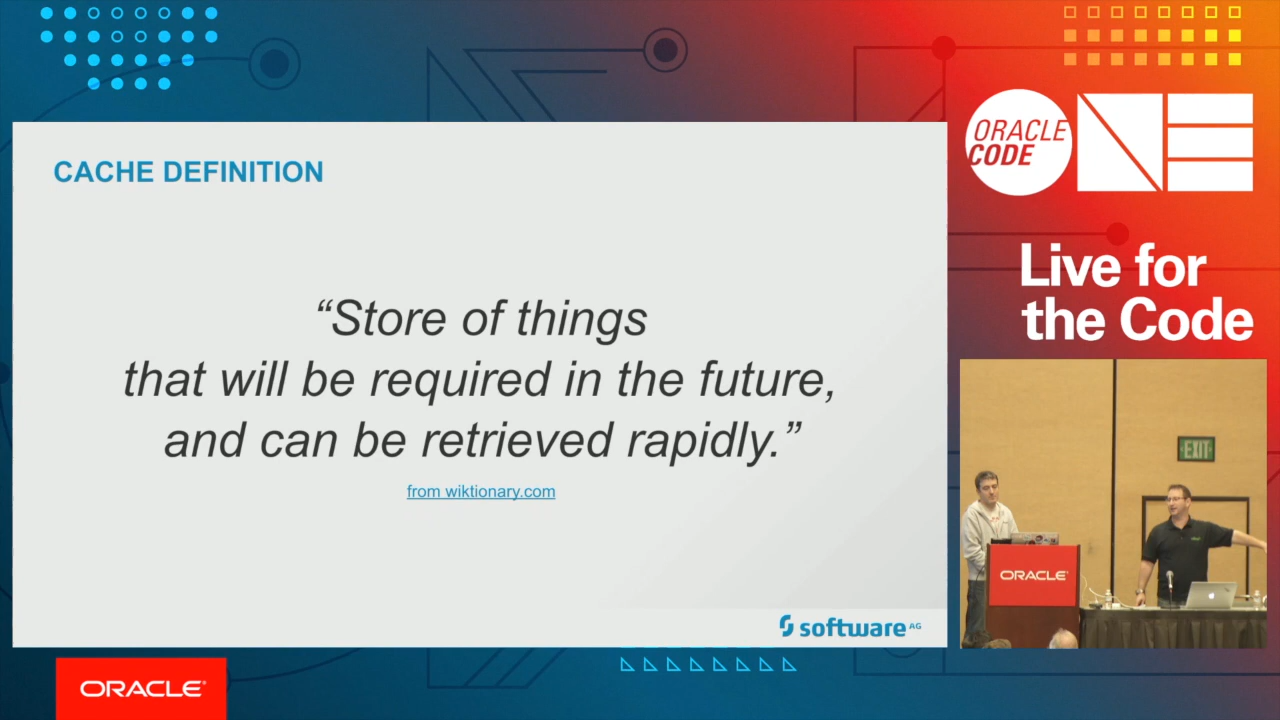 CACHE DEFINITION
“Store of things
that will be required in the future,
and can be retrieved rapidly.”
from wiktionary.com
software AG
ORACLE
CODE
ONE
Live for
the Code
EXIT
ORACLE
ORACLE